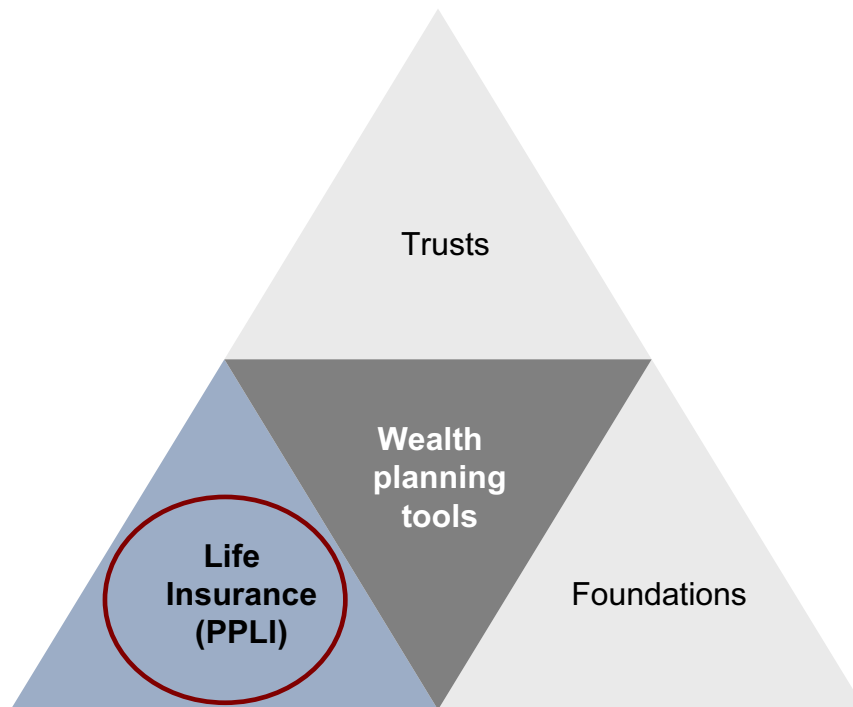 Trusts
Wealth
planning
tools
Life
Insurance
(PPLI)
Foundations